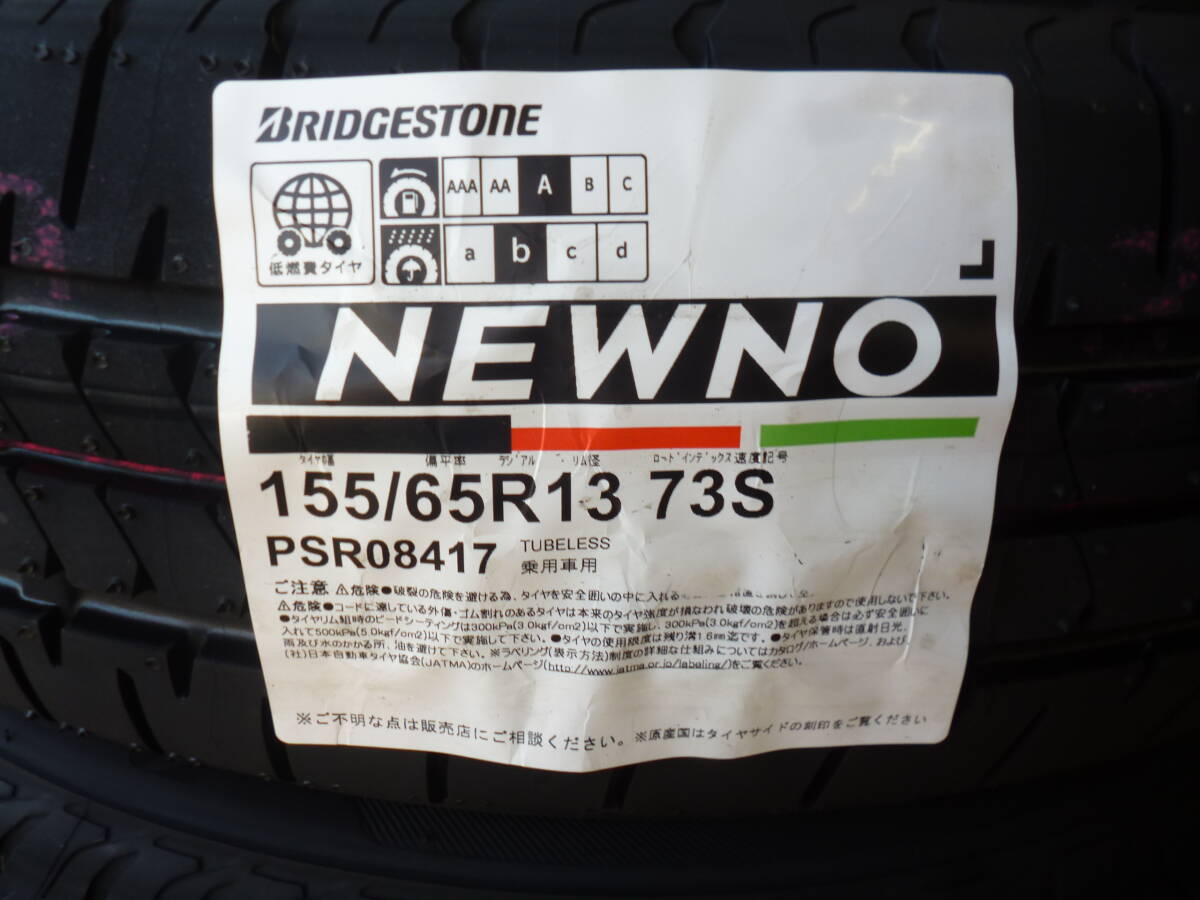 BRIDGESTONE
低燃費タイヤ
AAA AA A B C
a b c d
NEWNO
タイヤ幅 偏平率 ラジアル リム径 ロードインデックス 速度記号
155/65R13 73S
PSR08417 TUBELESS
乗用車用
ご注意 ⚠危険●破裂の危険を避ける為、タイヤを安全囲いの中に入れる
⚠危険●コードに達している外傷・ゴム割れのあるタイヤは本来のタイヤ強度が損なわれ破壊の危険がありますので使用しないで下さい。
●タイヤリム組時のビードシーティングは300kPa(3.0kgf/cm2)以下で実施し、300kPa(3.0kgf/cm2)を超える場合は必ず安全囲いに
入れて500kPa(5.0kgf/cm2)以下で実施して下さい。●タイヤの使用限度は残り溝1.6mm迄です。●タイヤ保管時は直射日光、
雨及び水のかかる所、油を避けて下さい。※ラベリング(表示方法)制度の詳細な仕組みについてはカタログ/ホームページ、および
(社)日本自動車タイヤ協会(JATMA)のホームページ(http://www.jatma.or.jp/labeling/)をご覧ください。
※ご不明な点は販売店にご相談ください。※原産国はタイヤサイドの刻印をご覧ください